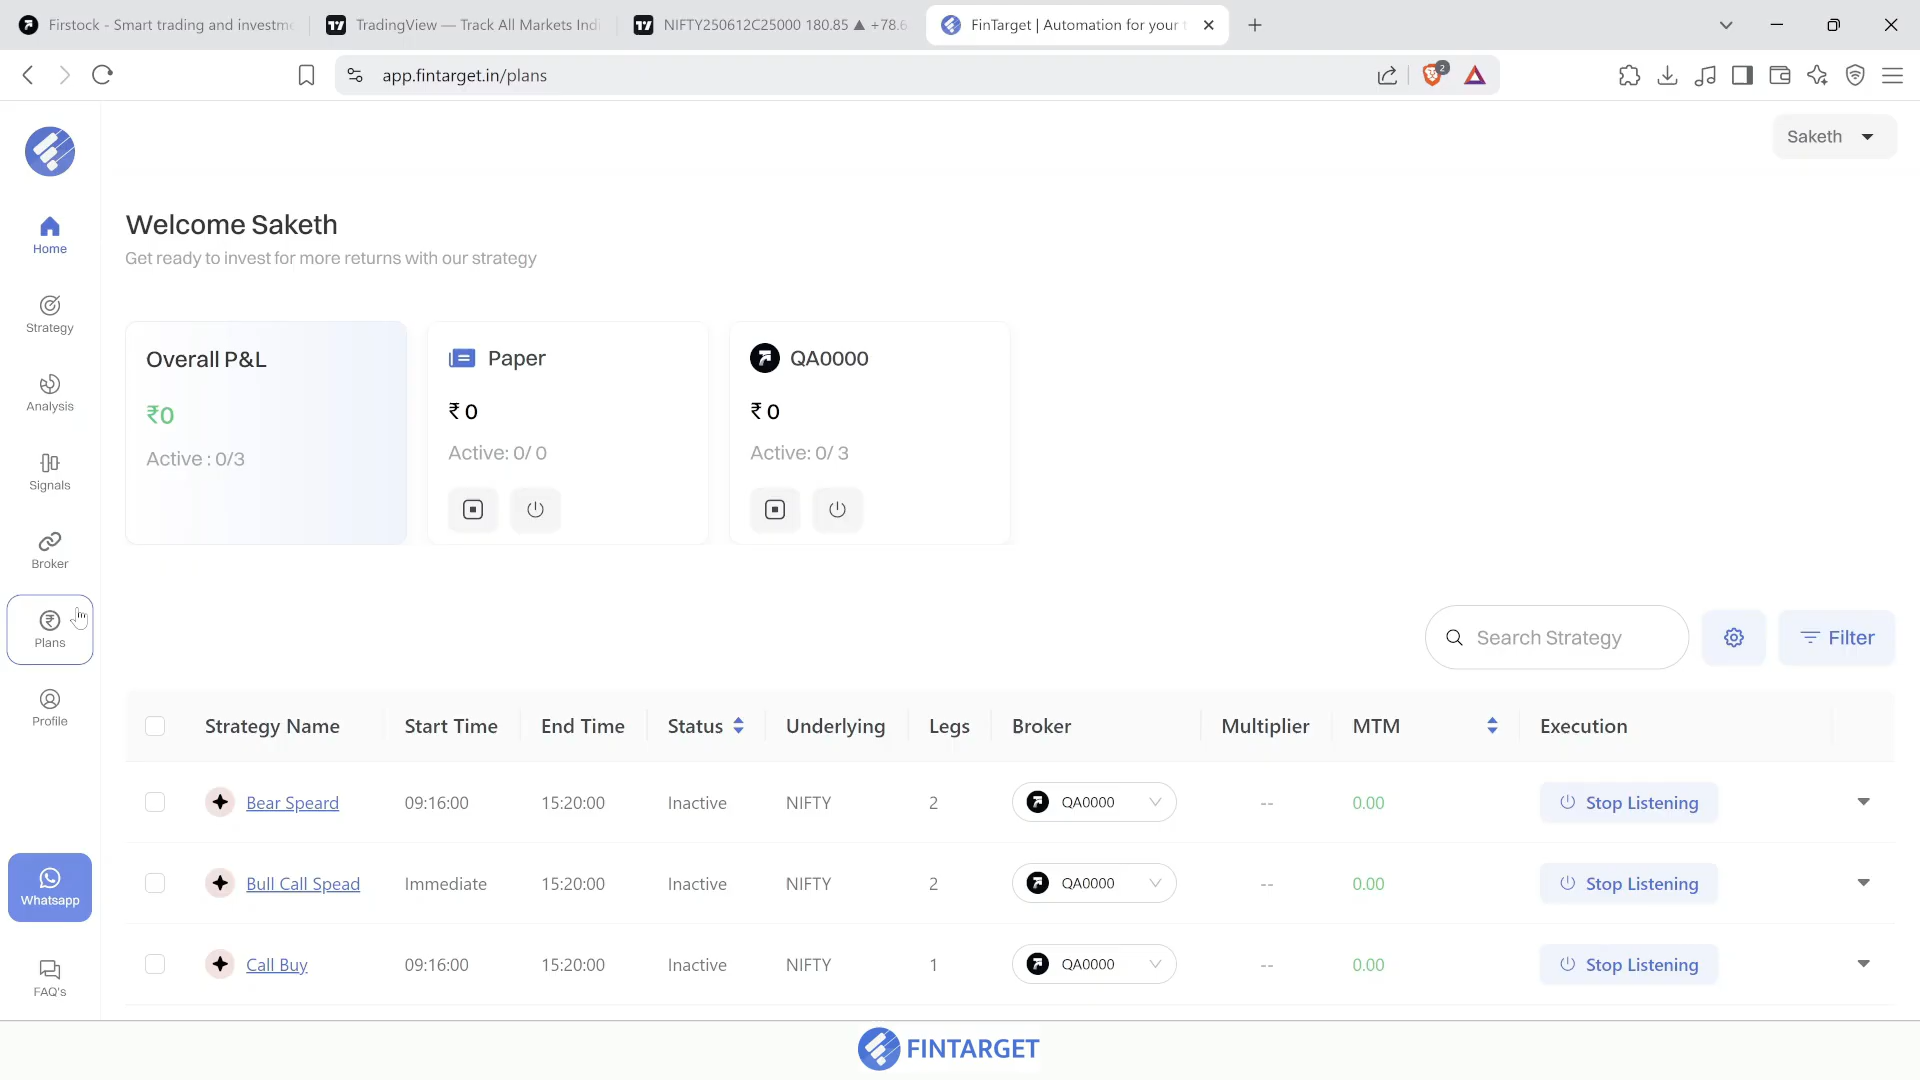 Firstock - Smart trading and investme
TradingView — Track All Markets Indi
NIFTY250612C25000 180.85 ▲ +78.6
FinTarget | Automation for your t
app.fintarget.in/plans
2
Saketh
Home
Strategy
Analysis
Signals
Broker
Plans
Profile
Whatsapp
FAQ's
Welcome Saketh
Get ready to invest for more returns with our strategy
Overall P&L
₹0
Active : 0/3
Paper
₹ 0
Active: 0/ 0
QA0000
₹ 0
Active: 0/ 3
Search Strategy
Filter
Strategy Name Start Time End Time Status Underlying Legs Broker Multiplier MTM Execution
Bear Speard 09:16:00 15:20:00 Inactive NIFTY 2 QA0000 -- 0.00 Stop Listening
Bull Call Spead Immediate 15:20:00 Inactive NIFTY 2 QA0000 -- 0.00 Stop Listening
Call Buy 09:16:00 15:20:00 Inactive NIFTY 1 QA0000 -- 0.00 Stop Listening
FINTARGET